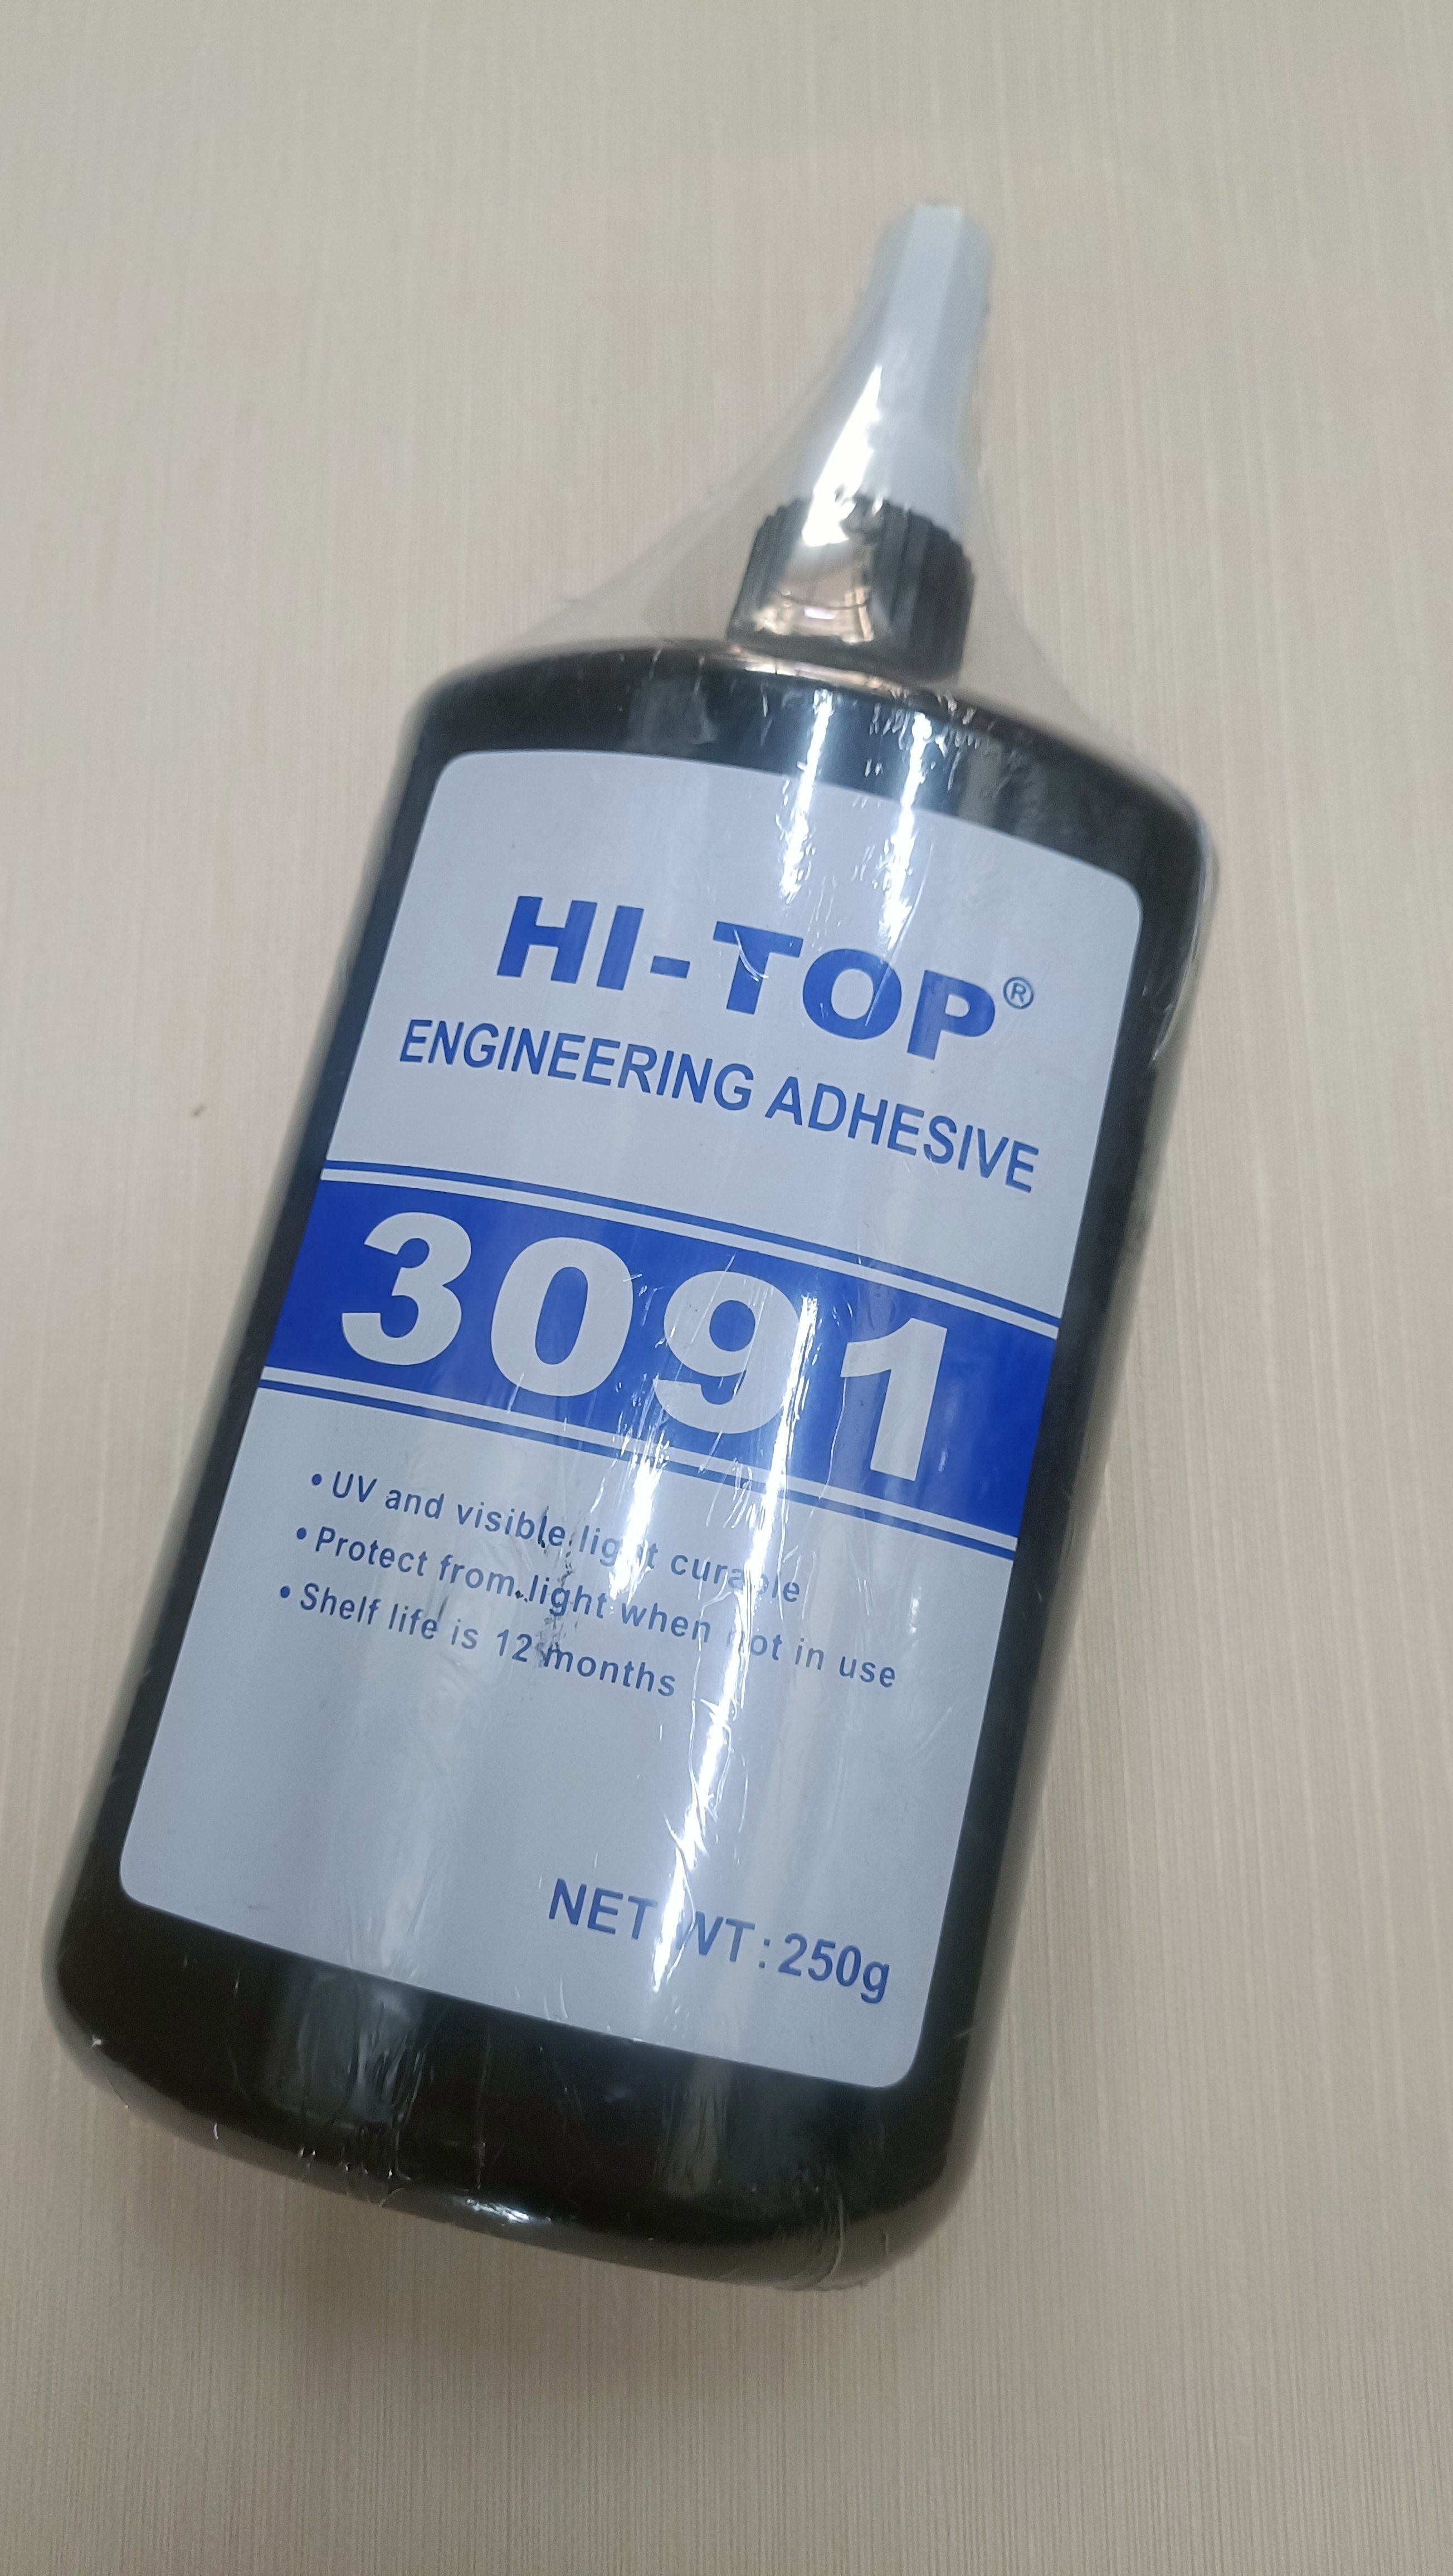 HI-TOP®
ENGINEERING ADHESIVE
3091
• UV and visible light curable
• Protect from light when not in use
• Shelf life is 12 months
NET WT: 250g